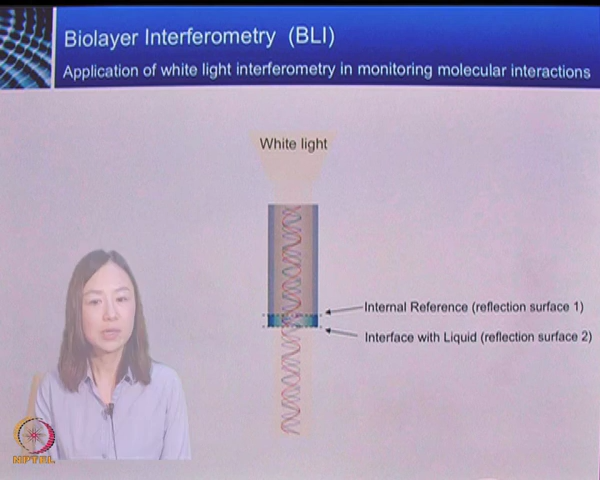 Biolayer Interferometry (BLI)
Application of white light interferometry in monitoring molecular interactions
White light
Internal Reference (reflection surface 1)
Interface with Liquid (reflection surface 2)
NPTEL